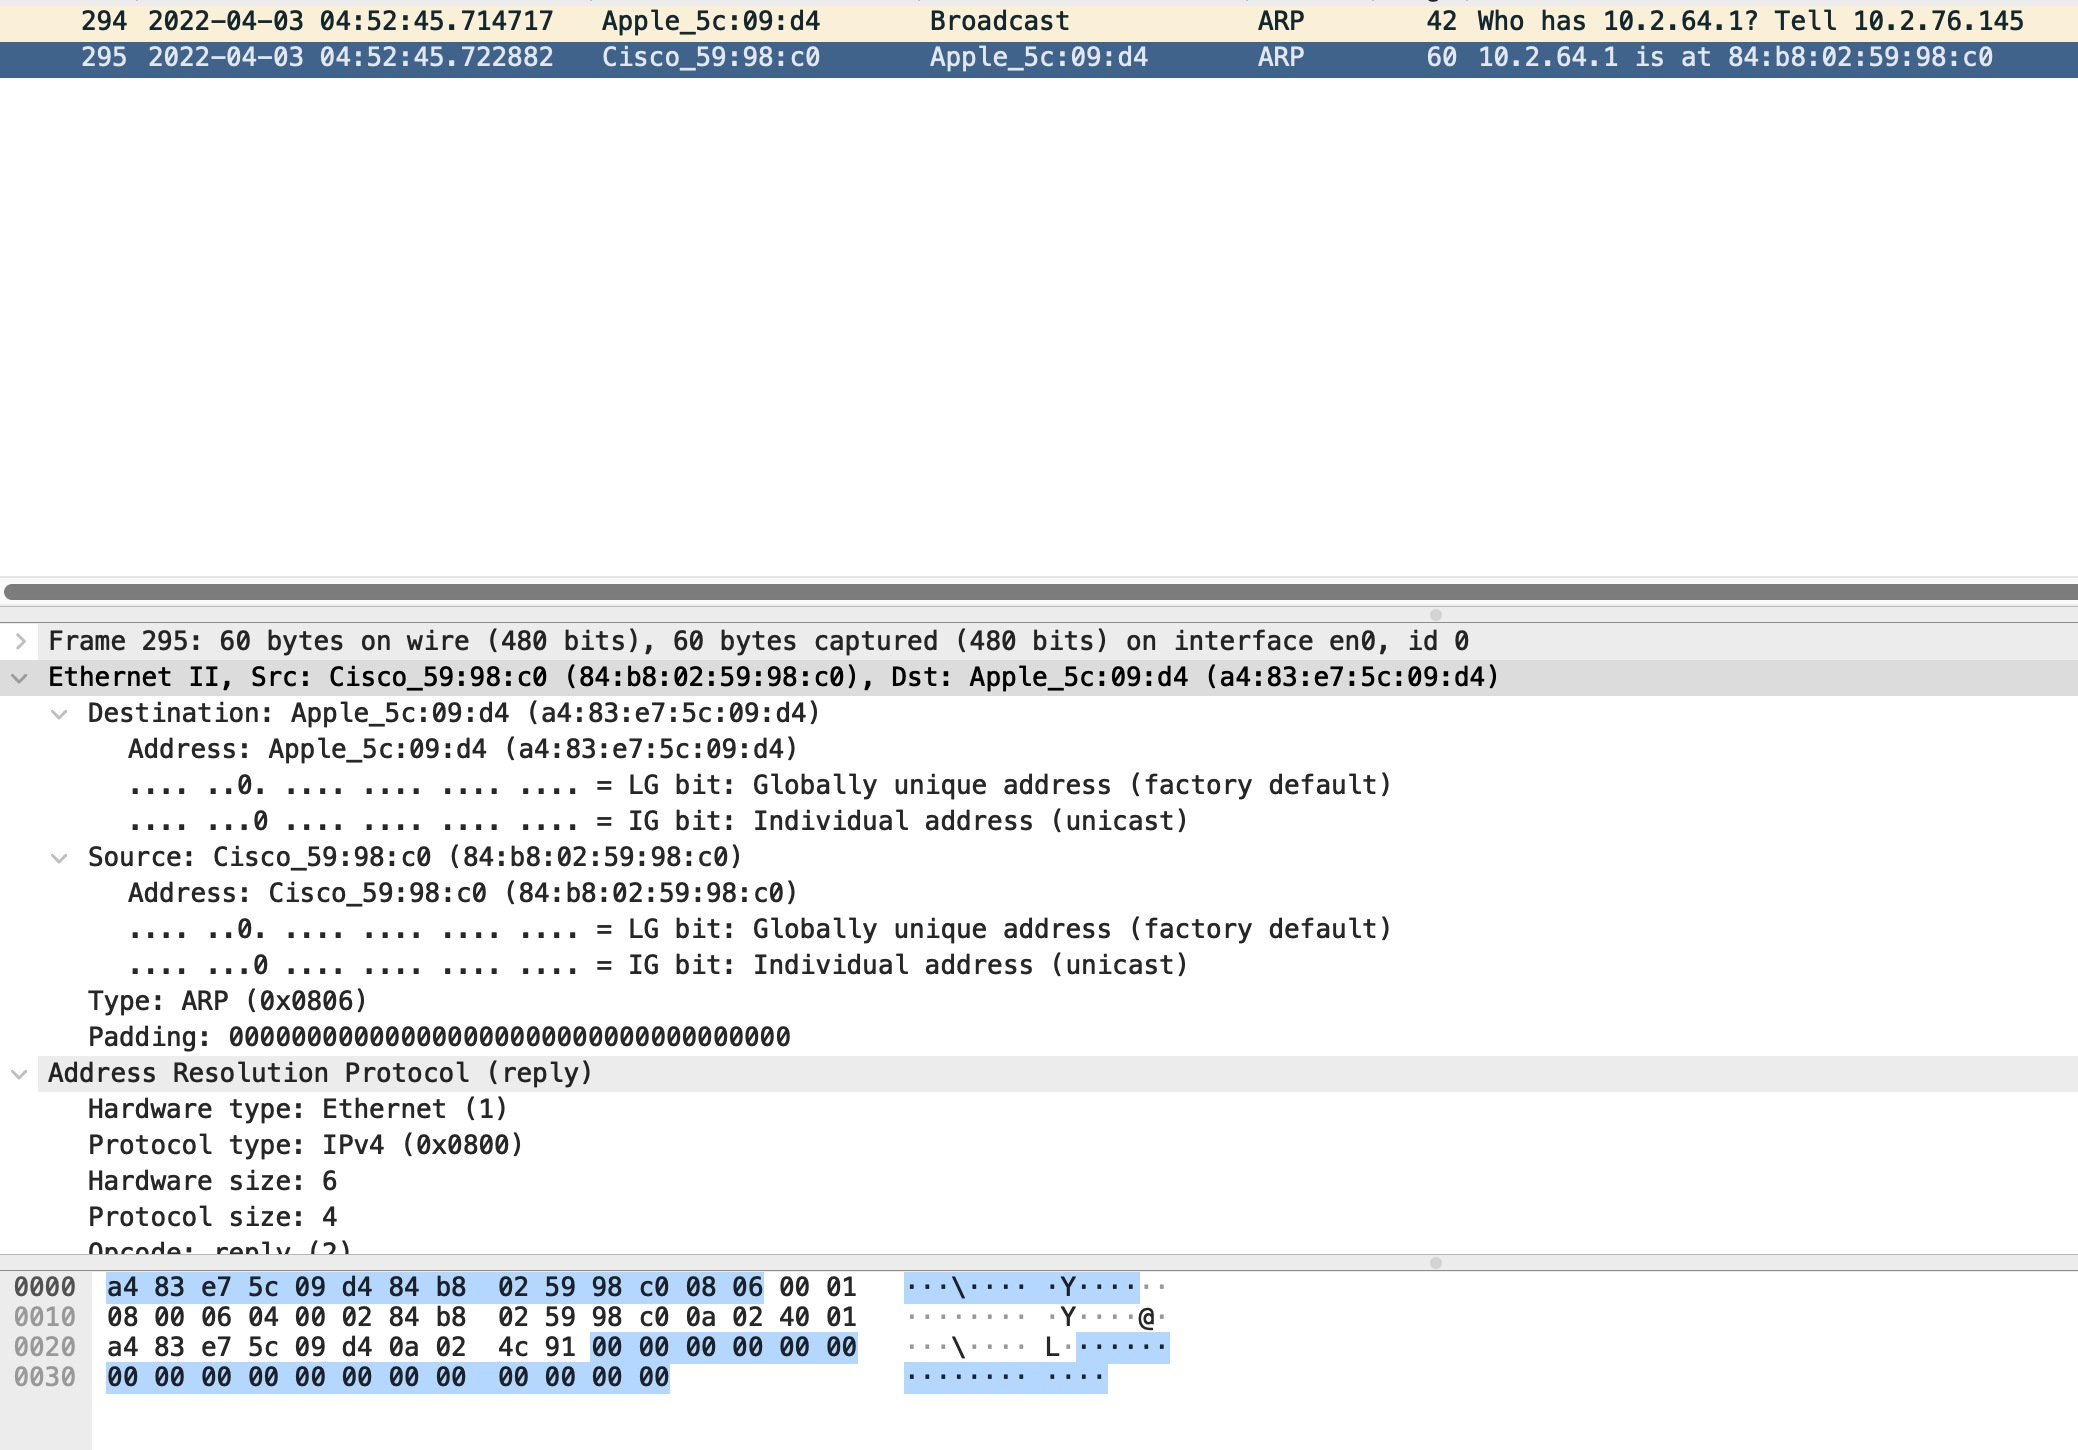 294 2022-04-03 04:52:45.714717 Apple_5c:09:d4 Broadcast ARP 42 Who has 10.2.64.1? Tell 10.2.76.145
295 2022-04-03 04:52:45.722882 Cisco_59:98:c0 Apple_5c:09:d4 ARP 60 10.2.64.1 is at 84:b8:02:59:98:c0
Frame 295: 60 bytes on wire (480 bits), 60 bytes captured (480 bits) on interface en0, id 0
Ethernet II, Src: Cisco_59:98:c0 (84:b8:02:59:98:c0), Dst: Apple_5c:09:d4 (a4:83:e7:5c:09:d4)
Destination: Apple_5c:09:d4 (a4:83:e7:5c:09:d4)
Address: Apple_5c:09:d4 (a4:83:e7:5c:09:d4)
.... ..0. .... .... .... .... = LG bit: Globally unique address (factory default)
.... ...0 .... .... .... .... = IG bit: Individual address (unicast)
Source: Cisco_59:98:c0 (84:b8:02:59:98:c0)
Address: Cisco_59:98:c0 (84:b8:02:59:98:c0)
.... ..0. .... .... .... .... = LG bit: Globally unique address (factory default)
.... ...0 .... .... .... .... = IG bit: Individual address (unicast)
Type: ARP (0x0806)
Padding: 000000000000000000000000000000000000
Address Resolution Protocol (reply)
Hardware type: Ethernet (1)
Protocol type: IPv4 (0x0800)
Hardware size: 6
Protocol size: 4
Opcode: reply (2)
0000 a4 83 e7 5c 09 d4 84 b8 02 59 98 c0 08 06 00 01 ···\···· ·Y······
0010 08 00 06 04 00 02 84 b8 02 59 98 c0 0a 02 40 01 ········ ·Y····@·
0020 a4 83 e7 5c 09 d4 0a 02 4c 91 00 00 00 00 00 00 ···\···· L·······
0030 00 00 00 00 00 00 00 00 00 00 00 00 ········ ····